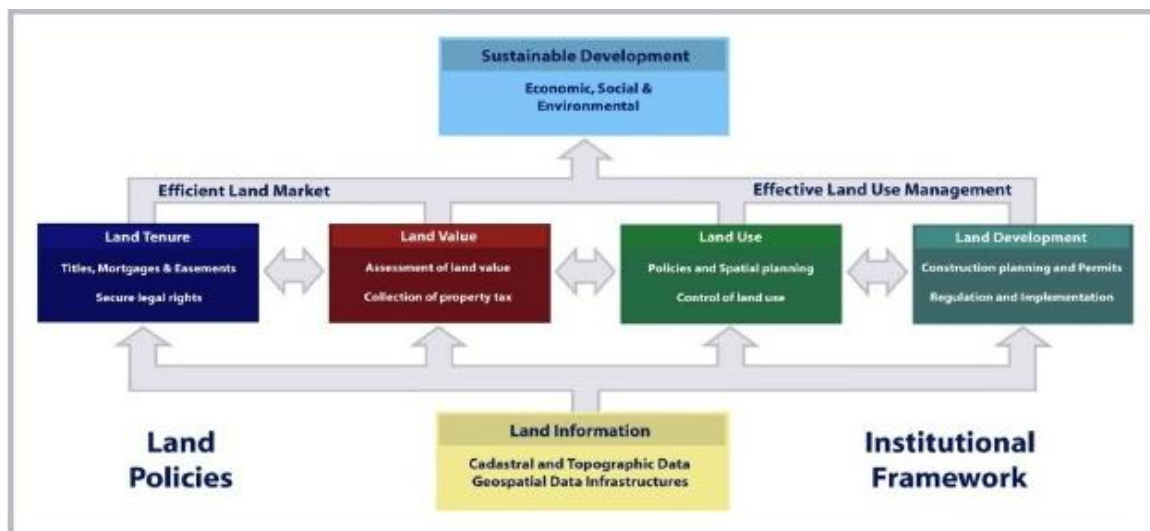 Sustainable Development
Economic, Social &
Environmental
Efficient Land Market
Effective Land Use Management
Land Tenure
Titles, Mortgages & Easements
Secure legal rights
Land Value
Assessment of land value
Collection of property tax
Land Use
Policies and Spatial planning
Control of land use
Land Development
Construction planning and Permits
Regulation and Implementation
Land
Policies
Land Information
Cadastral and Topographic Data
Geospatial Data Infrastructures
Institutional
Framework